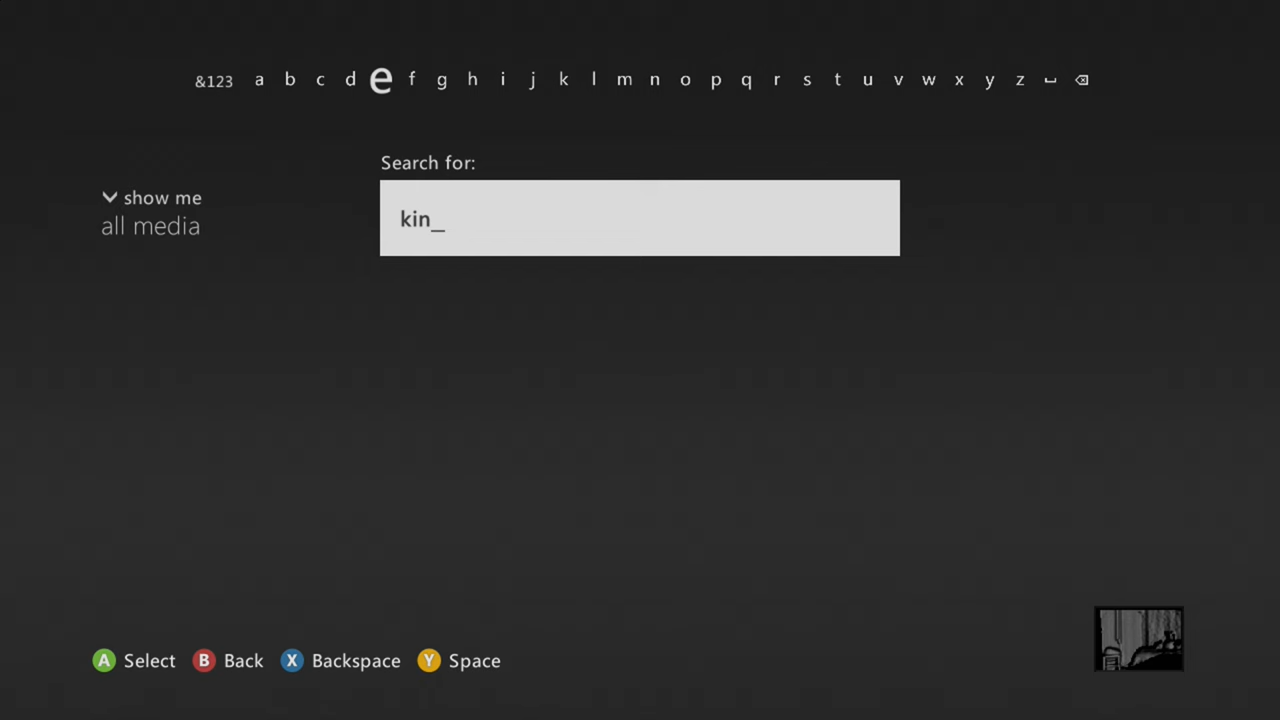 &123 a b c d e f g h i j k l m n o p q r s t u v w x y z
Search for:
show me
all media
kin_
A Select B Back X Backspace Y Space